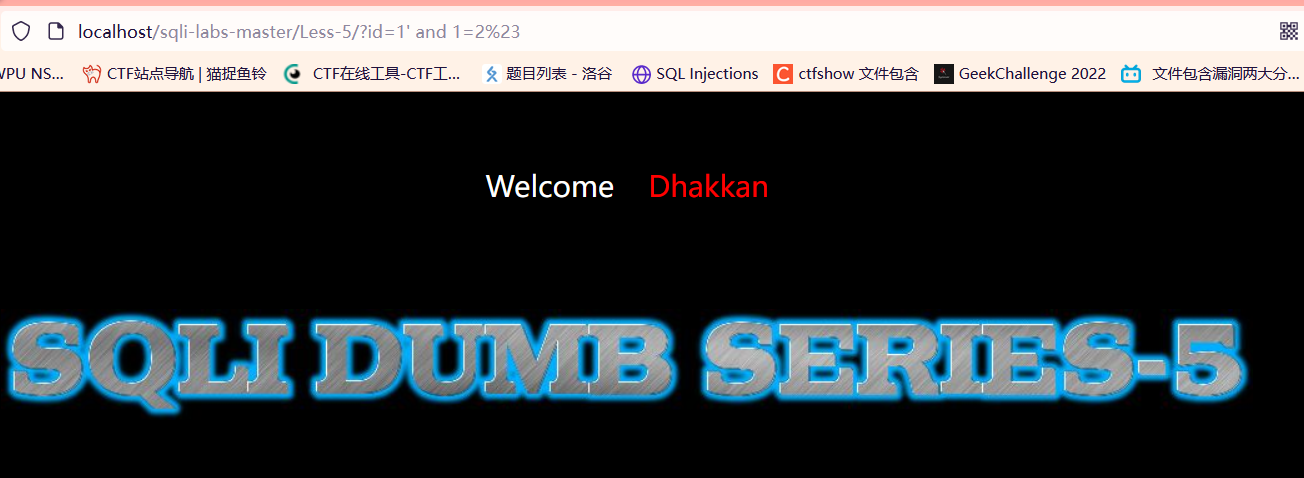 localhost/sqli-labs-master/Less-5/?id=1' and 1=2%23
VPU NS... CTF站点导航 | 猫捉鱼铃 CTF在线工具-CTF工... 题目列表 - 洛谷 SQL Injections ctfshow 文件包含 GeekChallenge 2022 文件包含漏洞两大分...
Welcome Dhakkan
SQLI DUMB SERIES-5